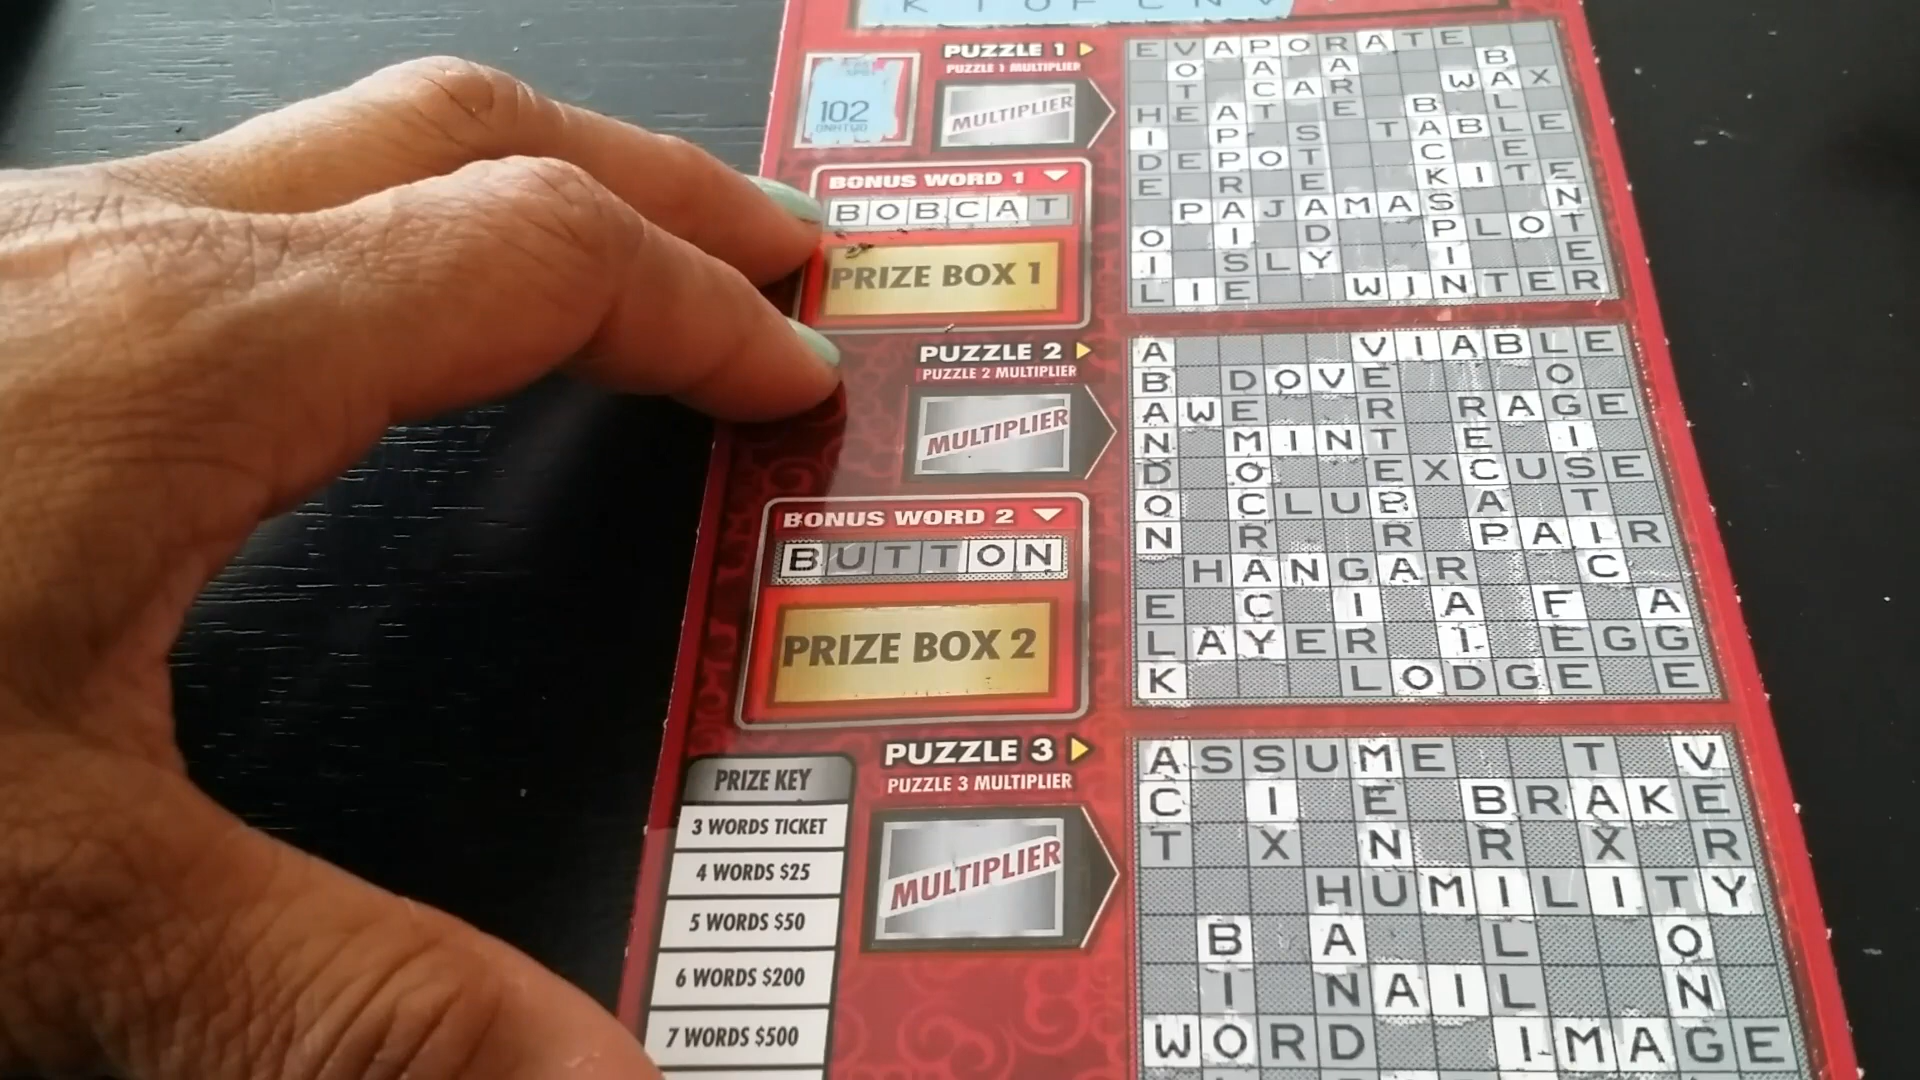 K I O F C N V
PUZZLE 1
PUZZLE 1 MULTIPLIER
102
ONHTWO
MULTIPLIER
BONUS WORD 1
BOBCAT
PRIZE BOX 1
EVAPORATE
O A A B
T CAR WAX
HEAT E B L
I P S TABLE
DEPOT C E
E R E KITE
PAJAMAS N
O I D PLOT
I SLY I E
LIE WINTER
PUZZLE 2
PUZZLE 2 MULTIPLIER
MULTIPLIER
BONUS WORD 2
BUTTON
PRIZE BOX 2
A VIABLE
B DOVE O
AWE R RAGE
N MINT E I
D O EXCUSE
O CLUB A T
N R R PAIR
HANGAR C
E C I A F A
LAYER I EGG
K LODGE E
PUZZLE 3
PUZZLE 3 MULTIPLIER
MULTIPLIER
PRIZE KEY
3 WORDS TICKET
4 WORDS $25
5 WORDS $50
6 WORDS $200
7 WORDS $500
ASSUME T V
C I E BRAKE
T X N R X R
HUMILITY
B A L O
I NAIL N
WORD IMAGE